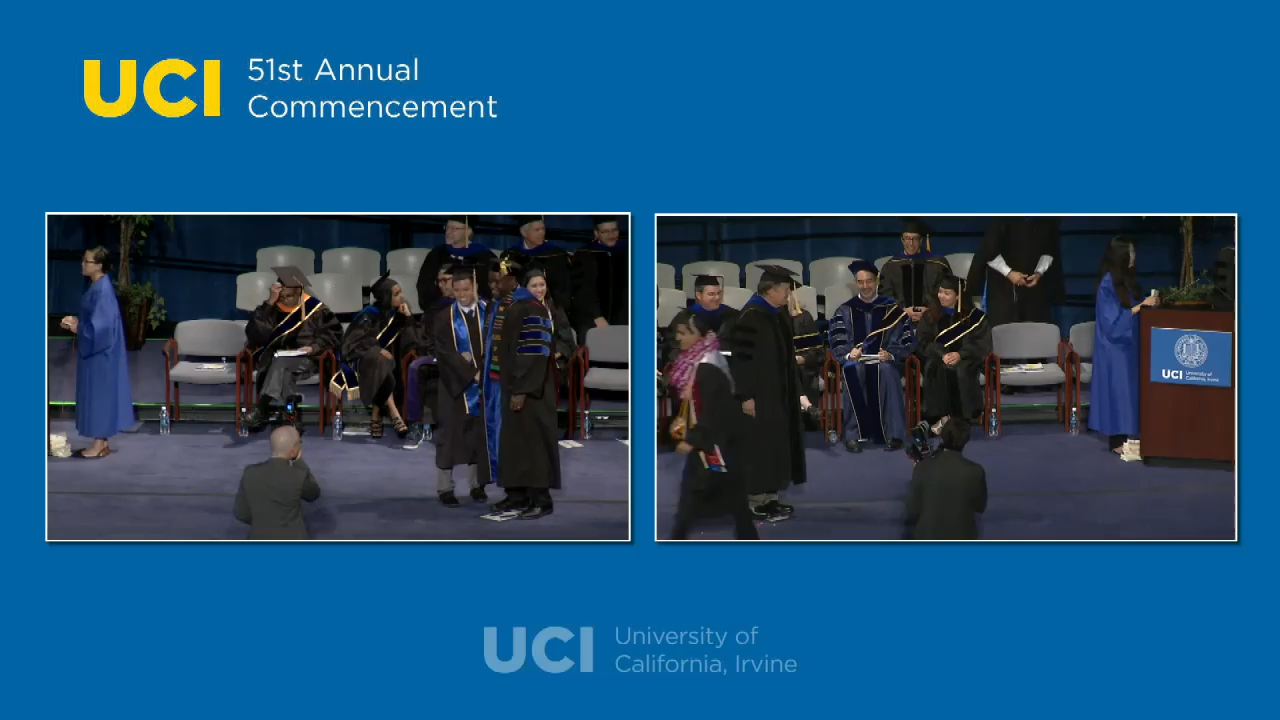 UCI
51st Annual
Commencement
UCI
University of
California, Irvine
UCI
University of
California, Irvine